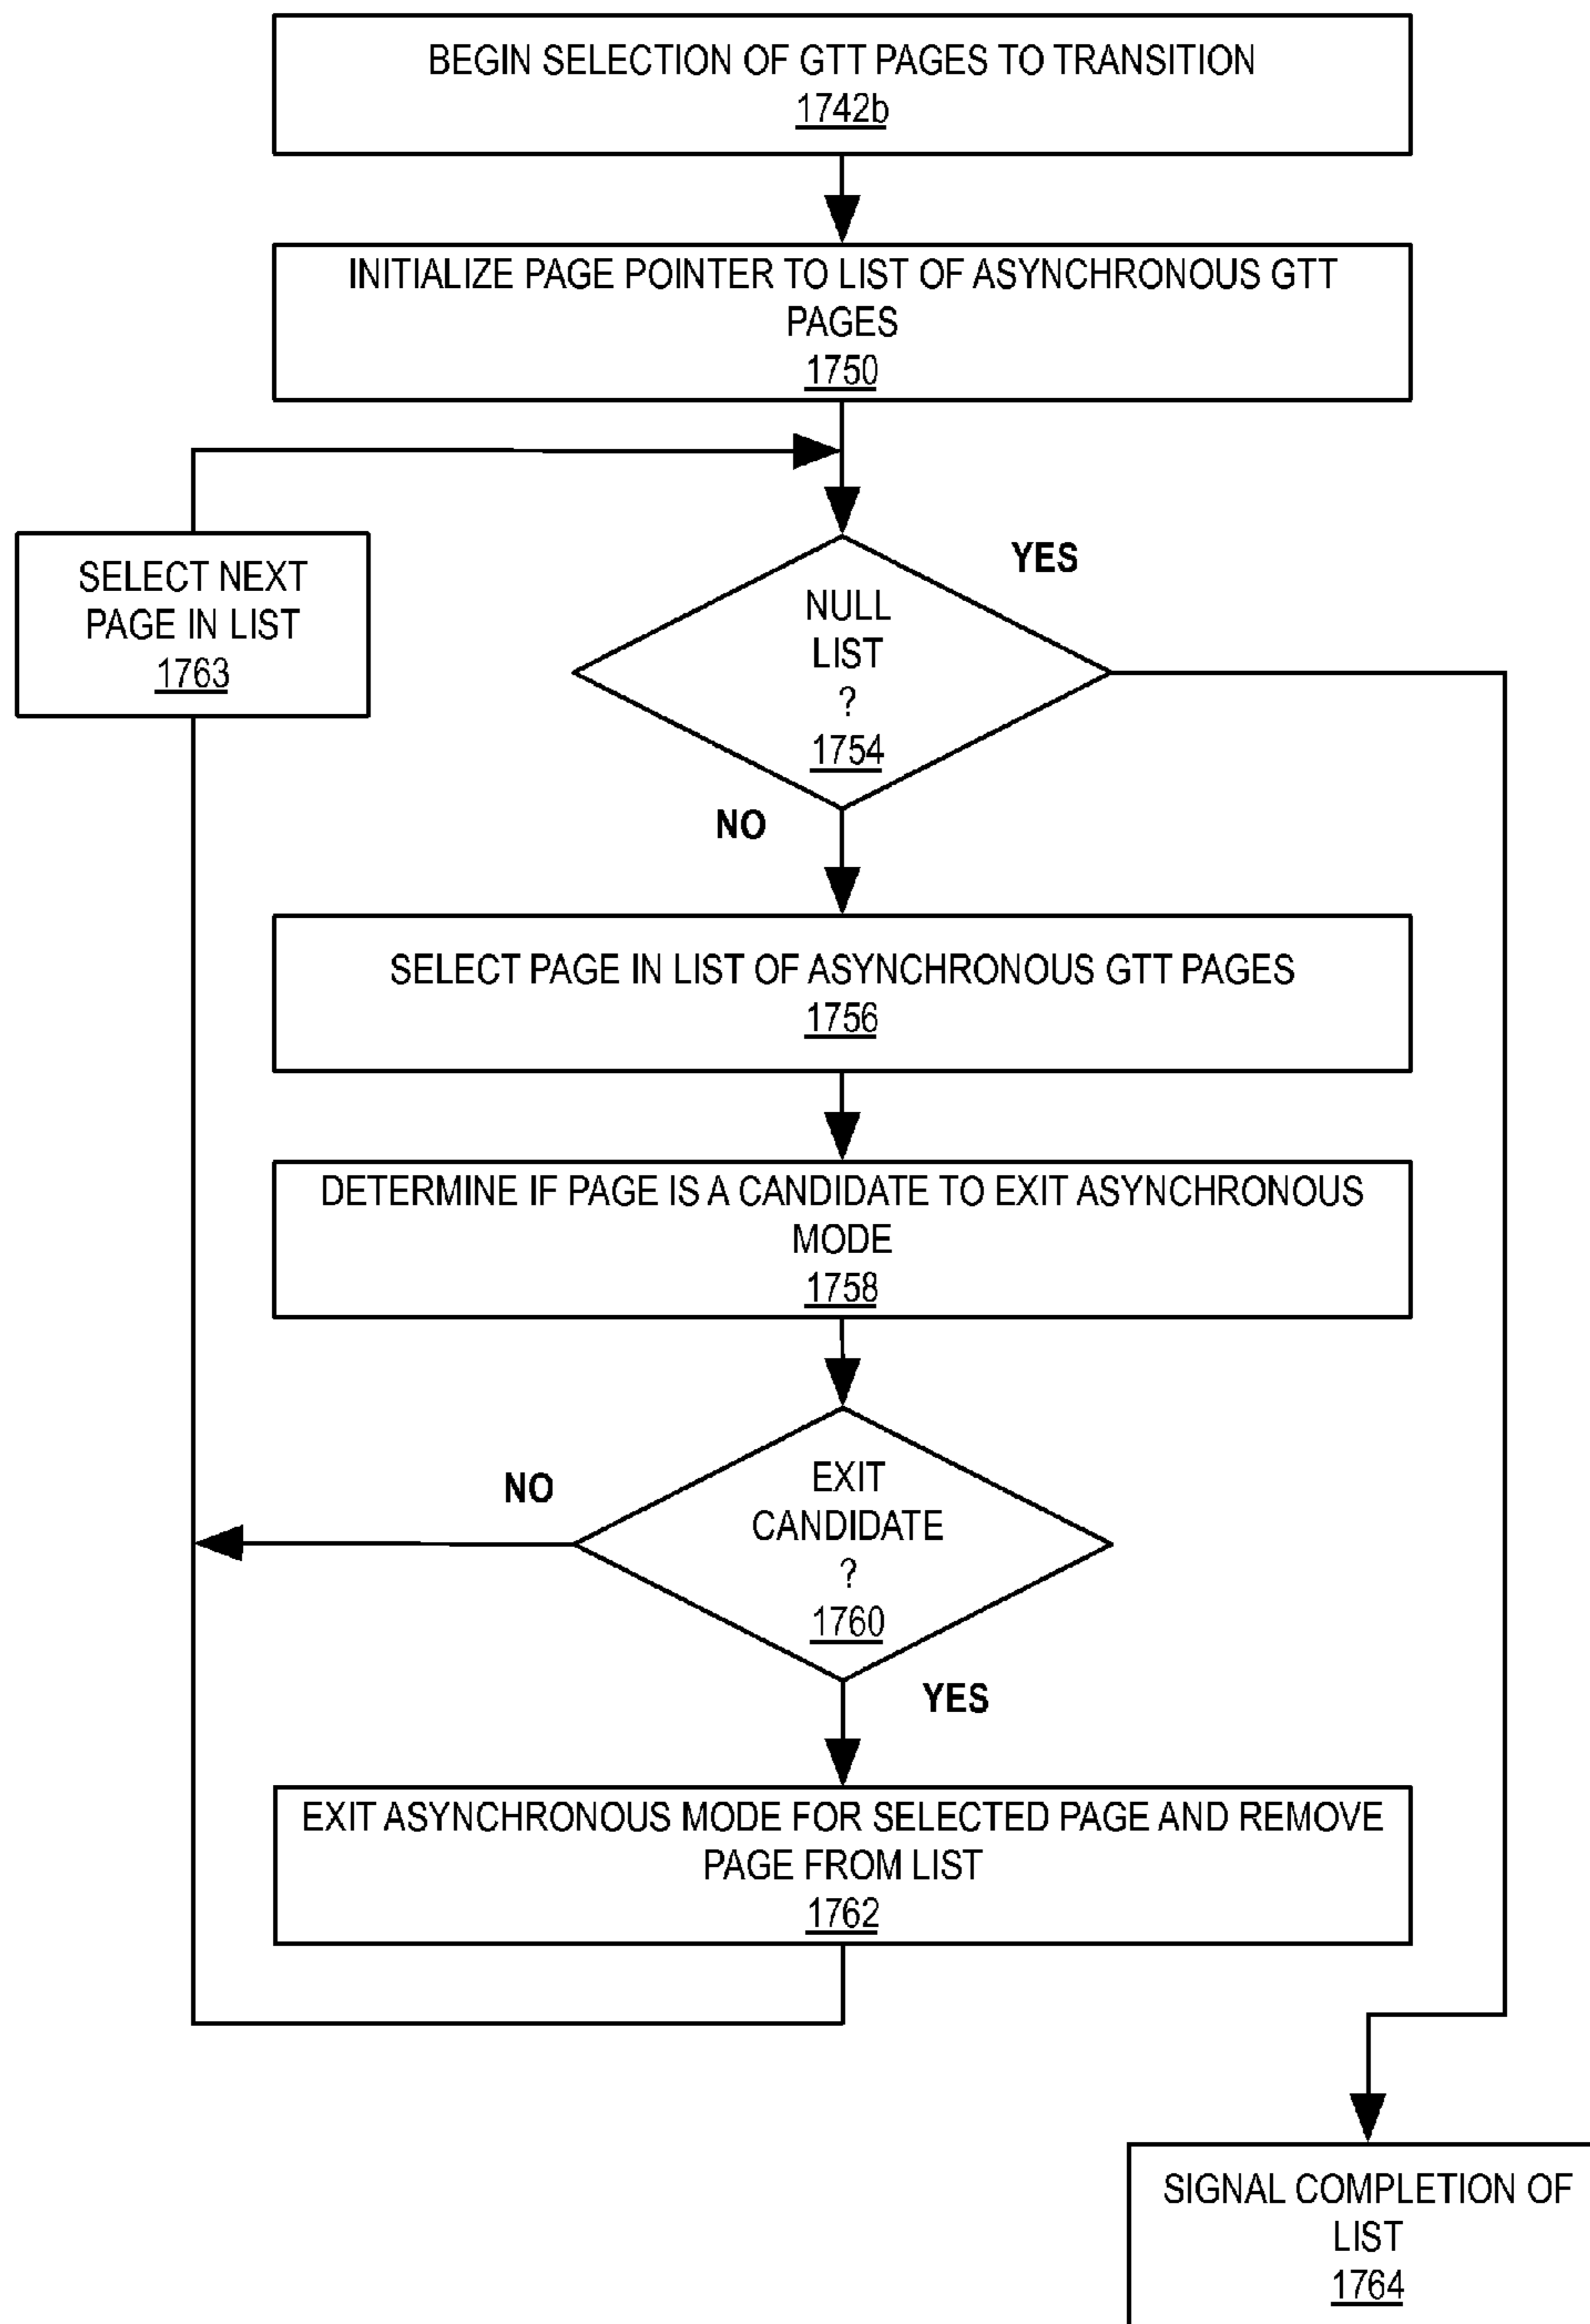 BEGIN SELECTION OF GTT PAGES TO TRANSITION
1742b
INITIALIZE PAGE POINTER TO LIST OF ASYNCHRONOUS GTT
PAGES
1750
SELECT NEXT
PAGE IN LIST
1763
YES
NULL
LIST
?
1754
NO
SELECT PAGE IN LIST OF ASYNCHRONOUS GTT PAGES
1756
DETERMINE IF PAGE IS A CANDIDATE TO EXIT ASYNCHRONOUS
MODE
1758
NO
EXIT
CANDIDATE
?
1760
YES
EXIT ASYNCHRONOUS MODE FOR SELECTED PAGE AND REMOVE
PAGE FROM LIST
1762
SIGNAL COMPLETION OF
LIST
1764